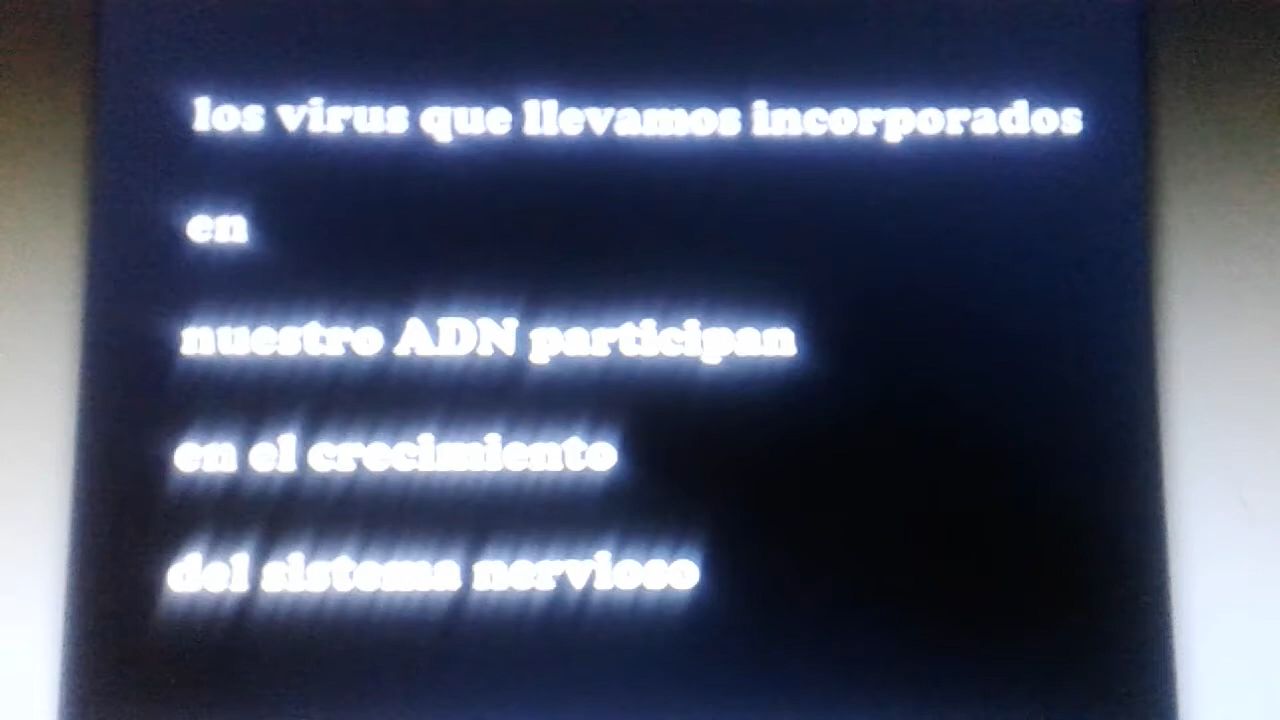 los virus que llevamos incorporados
en
nuestro ADN participan
en el crecimiento
del sistema nervioso